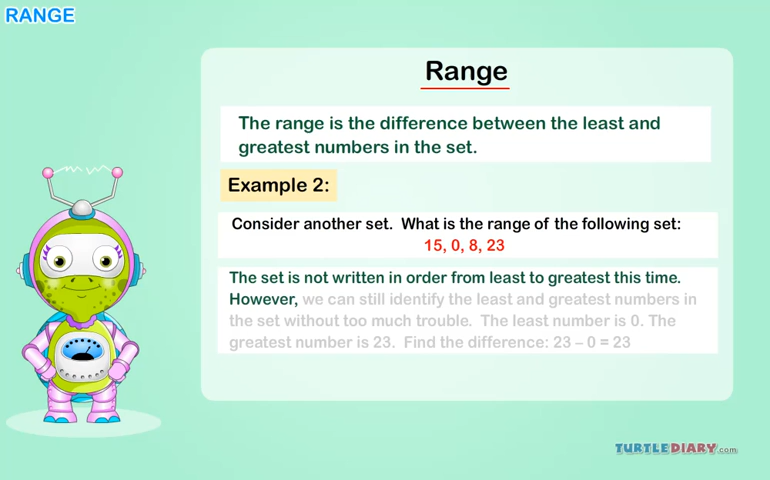 RANGE
Range
The range is the difference between the least and
greatest numbers in the set.
Example 2:
Consider another set. What is the range of the following set:
15, 0, 8, 23
The set is not written in order from least to greatest this time.
However, we can still identify the least and greatest numbers in
the set without too much trouble. The least number is 0. The
greatest number is 23. Find the difference: 23 – 0 = 23
TURTLEDIARY.com